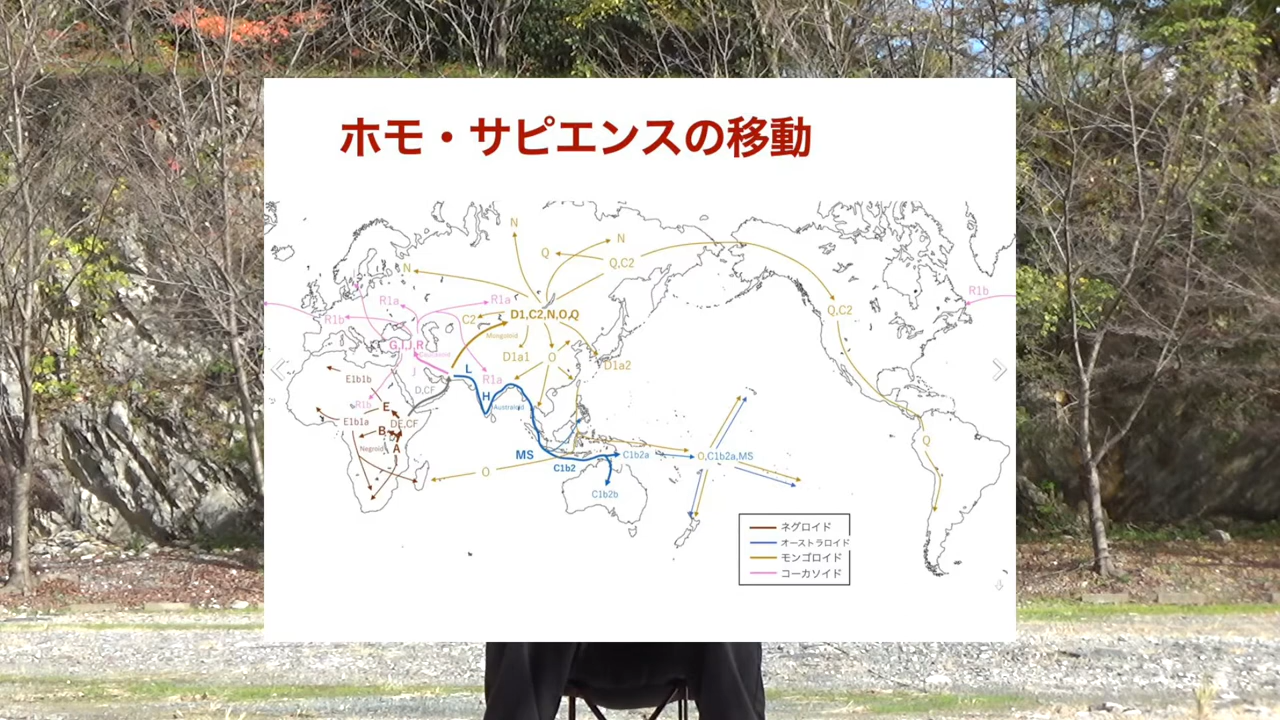 ホモ・サピエンスの移動
N
N
Q
Q,C2
N
R1b
R1a
R1a
Q,C2
R1b
C2
D1,C2,N,O,Q
Mongoloid
G,I,J,R
Caucasoid
D1a1
O
D1a2
J
L
R1a
E1b1b
D,CF
H
R1b
E
Australoid
E1b1a
DE,CF
B
Q
Negroid
A
MS
C1b2a
O,C1b2a,MS
C1b2
O
C1b2b
ネグロイド
オーストラロイド
モンゴロイド
コーカソイド